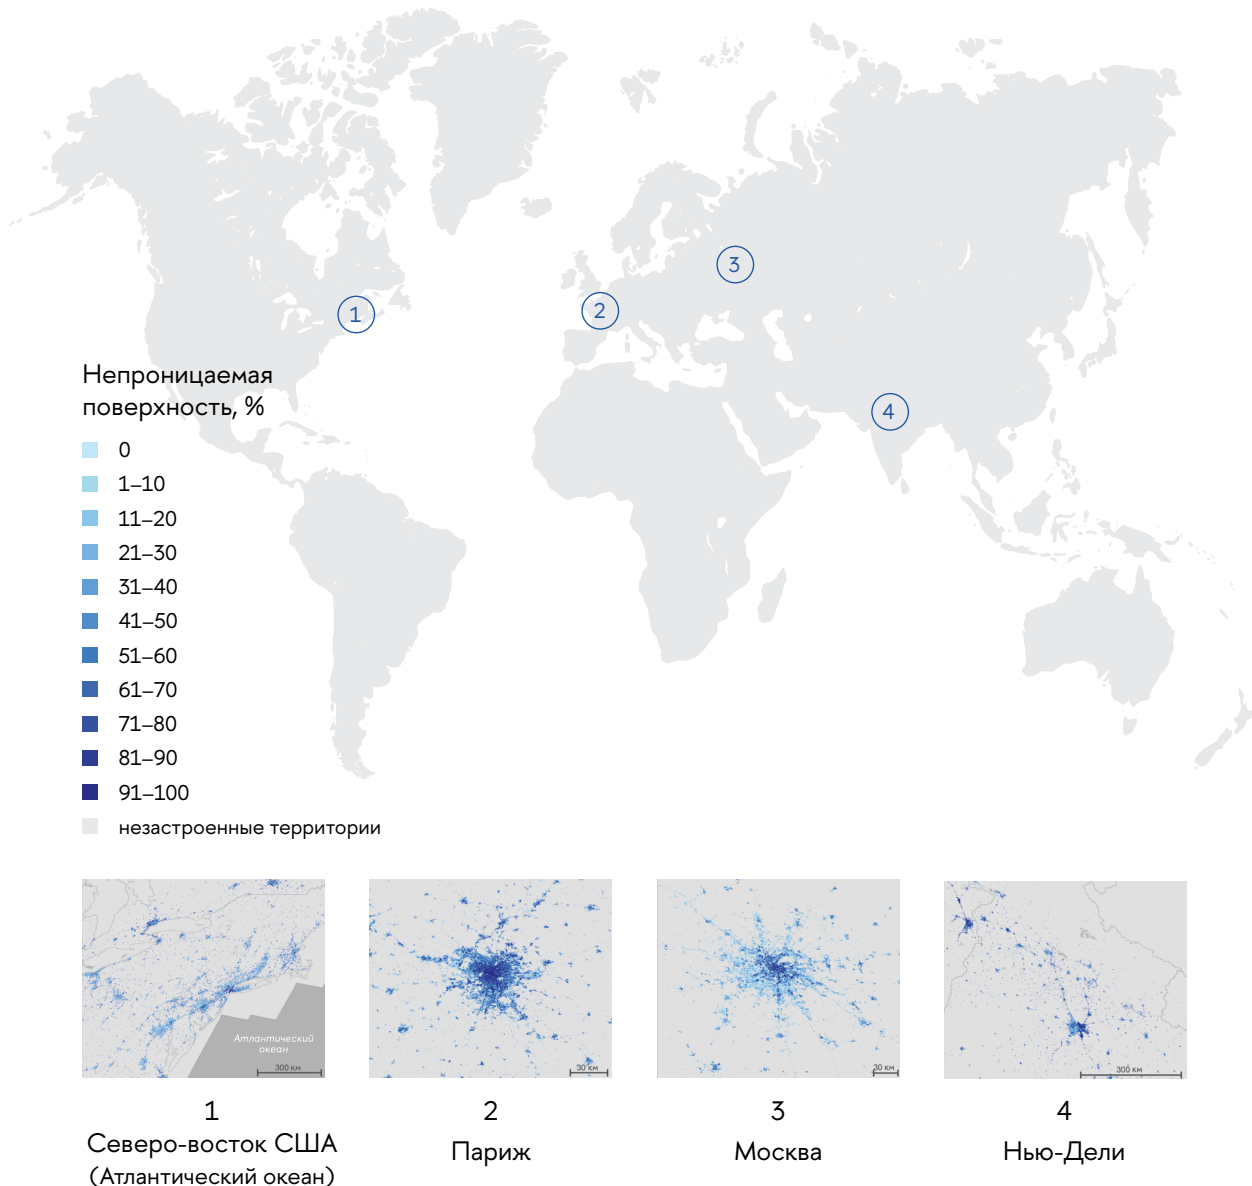 1
2
3
4
Непроницаемая
поверхность, %
0
1–10
11–20
21–30
31–40
41–50
51–60
61–70
71–80
81–90
91–100
незастроенные территории
Атлантический
океан
300 км
30 км
30 км
300 км
1
Северо-восток США
(Атлантический океан)
2
Париж
3
Москва
4
Нью-Дели